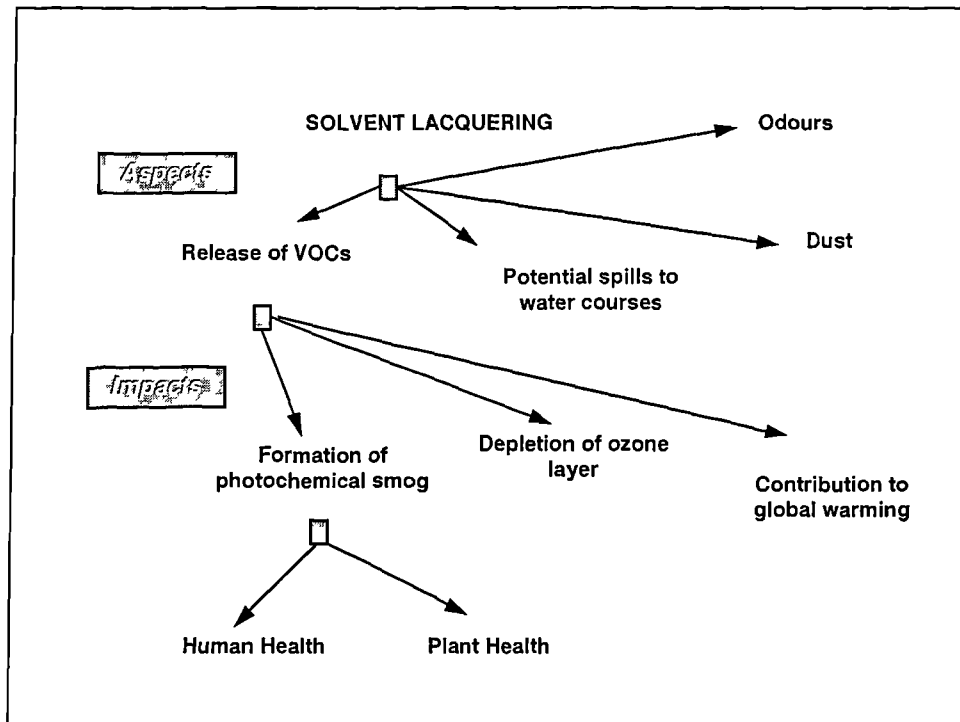 SOLVENT LACQUERING
Odours
Aspects
Release of VOCs
Dust
Potential spills to
water courses
Impacts
Formation of
photochemical smog
Depletion of ozone
layer
Contribution to
global warming
Human Health
Plant Health